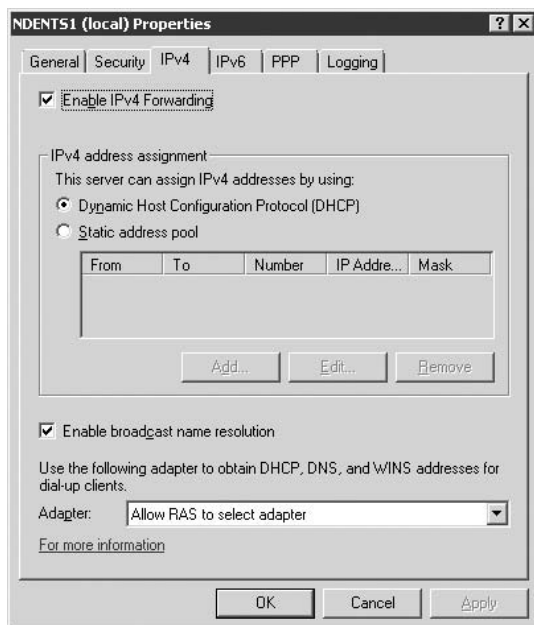 NDENTS1 (local) Properties
General Security IPv4 IPv6 PPP Logging
Enable IPv4 Forwarding
IPv4 address assignment
This server can assign IPv4 addresses by using:
Dynamic Host Configuration Protocol (DHCP)
Static address pool
From To Number IP Addre... Mask
Add... Edit... Remove
Enable broadcast name resolution
Use the following adapter to obtain DHCP, DNS, and WINS addresses for
dial-up clients.
Adapter: Allow RAS to select adapter
For more information
OK Cancel Apply